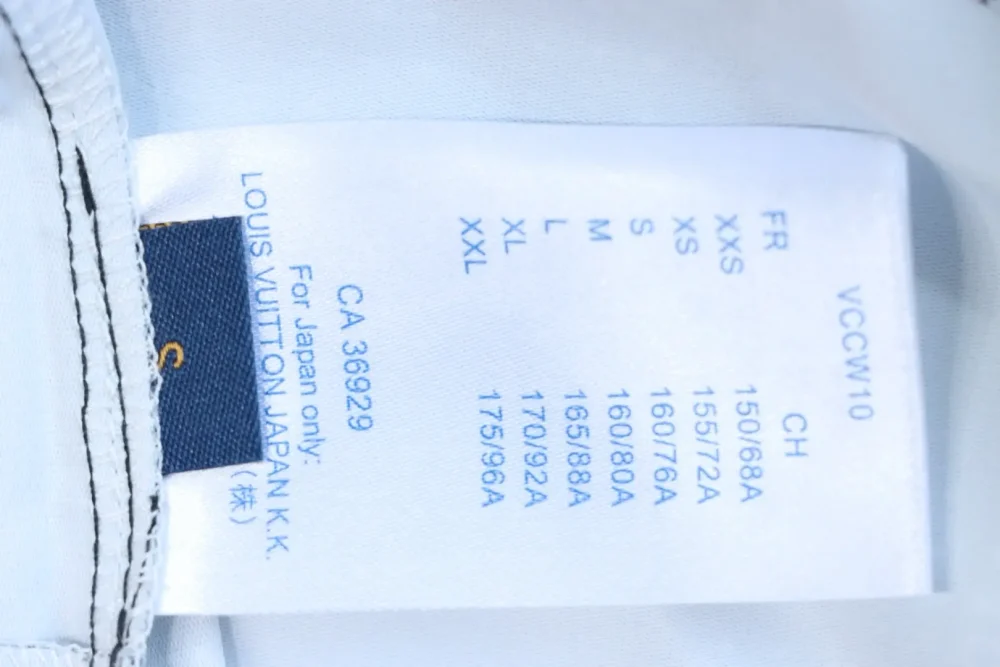 VCCW10
FR CH
XXS 150/68A
XS 155/72A
S 160/76A
M 160/80A
L 165/88A
XL 170/92A
XXL 175/96A
CA 36929
For Japan only:
LOUIS VUITTON JAPAN K.K.
(株)
S